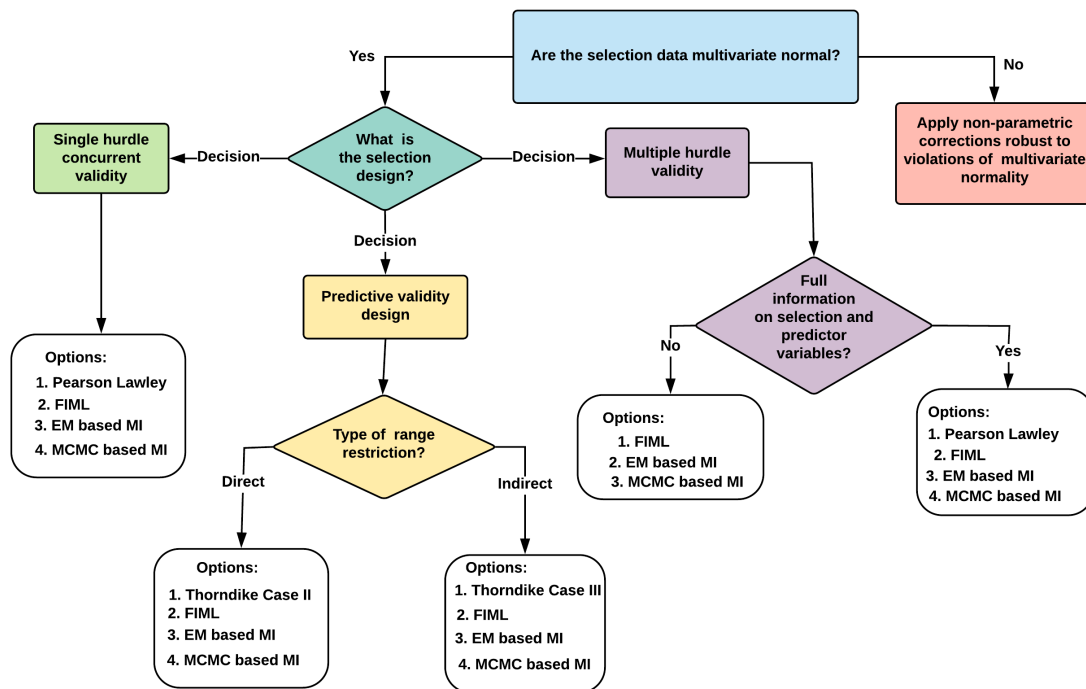 Are the selection data multivariate normal?
Yes
No
Single hurdle
concurrent
validity
Decision
What is
the selection
design?
Decision
Multiple hurdle
validity
Apply non-parametric
corrections robust to
violations of multivariate
normality
Decision
Predictive validity
design
Full
information
on selection and
predictor
variables?
No
Yes
Options:
1. Pearson Lawley
2. FIML
3. EM based MI
4. MCMC based MI
Type of range
restriction?
Direct
Indirect
Options:
1. FIML
2. EM based MI
3. MCMC based MI
Options:
1. Pearson Lawley
2. FIML
3. EM based MI
4. MCMC based MI
Options:
1. Thorndike Case II
2. FIML
3. EM based MI
4. MCMC based MI
Options:
1. Thorndike Case III
2. FIML
3. EM based MI
4. MCMC based MI